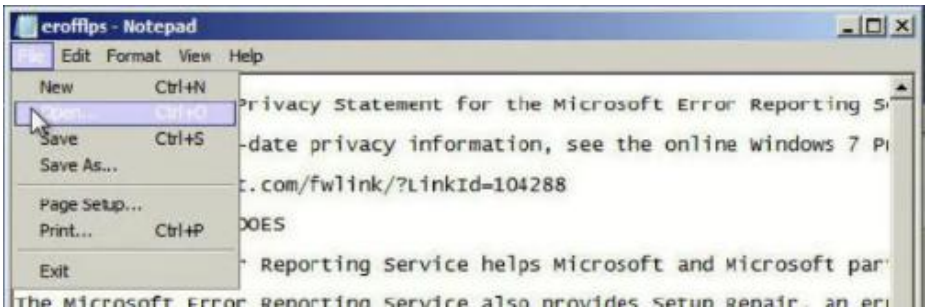 erofflps - Notepad
File Edit Format View Help
New Ctrl+N
Open... Ctrl+O
Save Ctrl+S
Save As...
Page Setup...
Print... Ctrl+P
Exit
Privacy Statement for the Microsoft Error Reporting S
-date privacy information, see the online Windows 7 P
t.com/fwlink/?LinkId=104288
DOES
r Reporting Service helps Microsoft and Microsoft par
The Microsoft Error Reporting Service also provides Setup Repair, an er